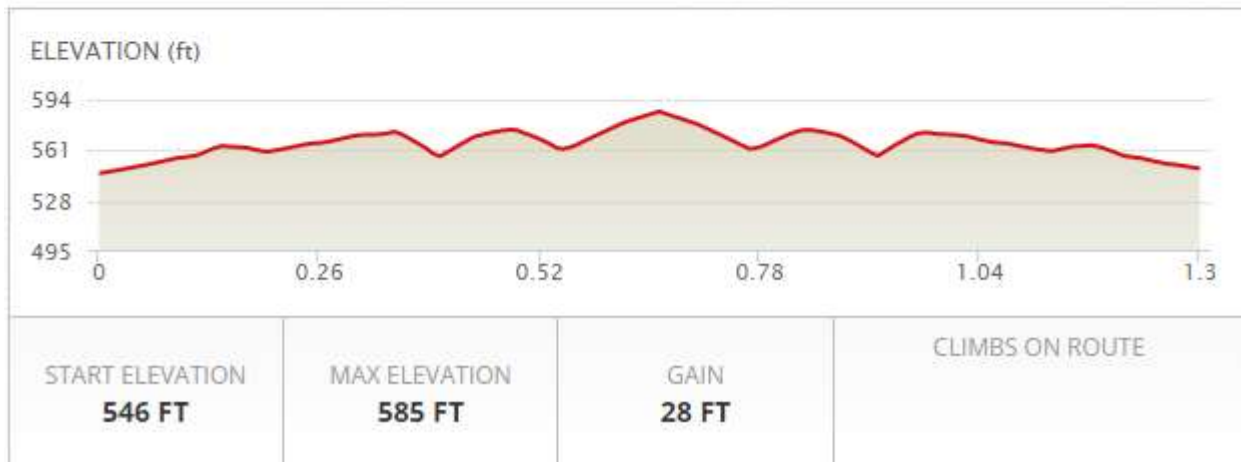 ELEVATION (ft)
594
561
528
495
0 0.26 0.52 0.78 1.04 1.3
START ELEVATION
546 FT
MAX ELEVATION
585 FT
GAIN
28 FT
CLIMBS ON ROUTE